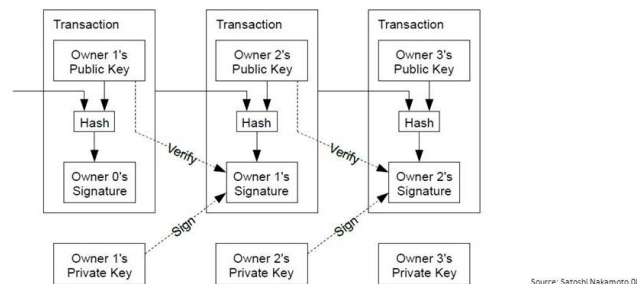 Transaction
Owner 1's
Public Key
Hash
Owner 0's
Signature
Transaction
Owner 2's
Public Key
Hash
Verify
Owner 1's
Signature
Transaction
Owner 3's
Public Key
Hash
Verify
Owner 2's
Signature
Sign
Sign
Owner 1's
Private Key
Owner 2's
Private Key
Owner 3's
Private Key
Source: Satoshi Nakamoto